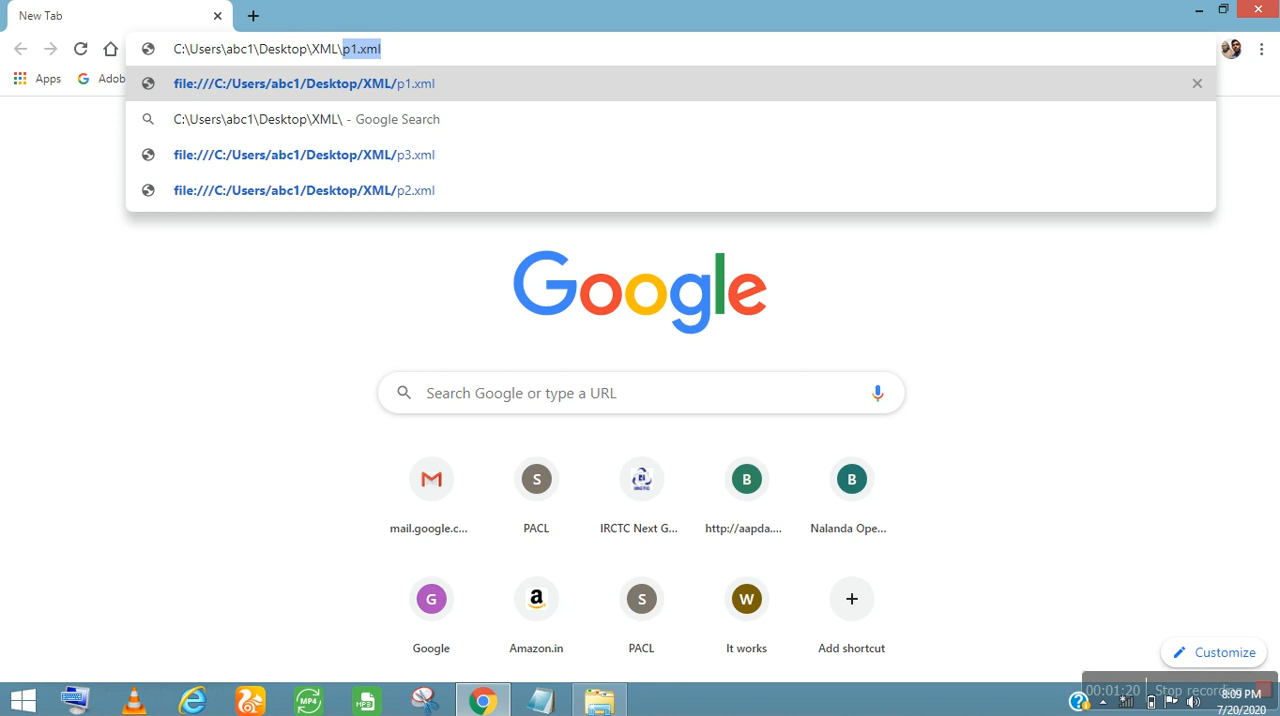 New Tab
C:\Users\abc1\Desktop\XML\p1.xml
Apps
Adob
file:///C:/Users/abc1/Desktop/XML/p1.xml
C:\Users\abc1\Desktop\XML\ - Google Search
file:///C:/Users/abc1/Desktop/XML/p3.xml
file:///C:/Users/abc1/Desktop/XML/p2.xml
Google
Search Google or type a URL
S
B
B
mail.google.c...
PACL
IRCTC Next G...
http://aapda....
Nalanda Ope...
G
a
S
W
Google
Amazon.in
PACL
It works
Add shortcut
Customize
MP4
MP3
00:01:20
Stop recording
8:09 PM
7/20/2020